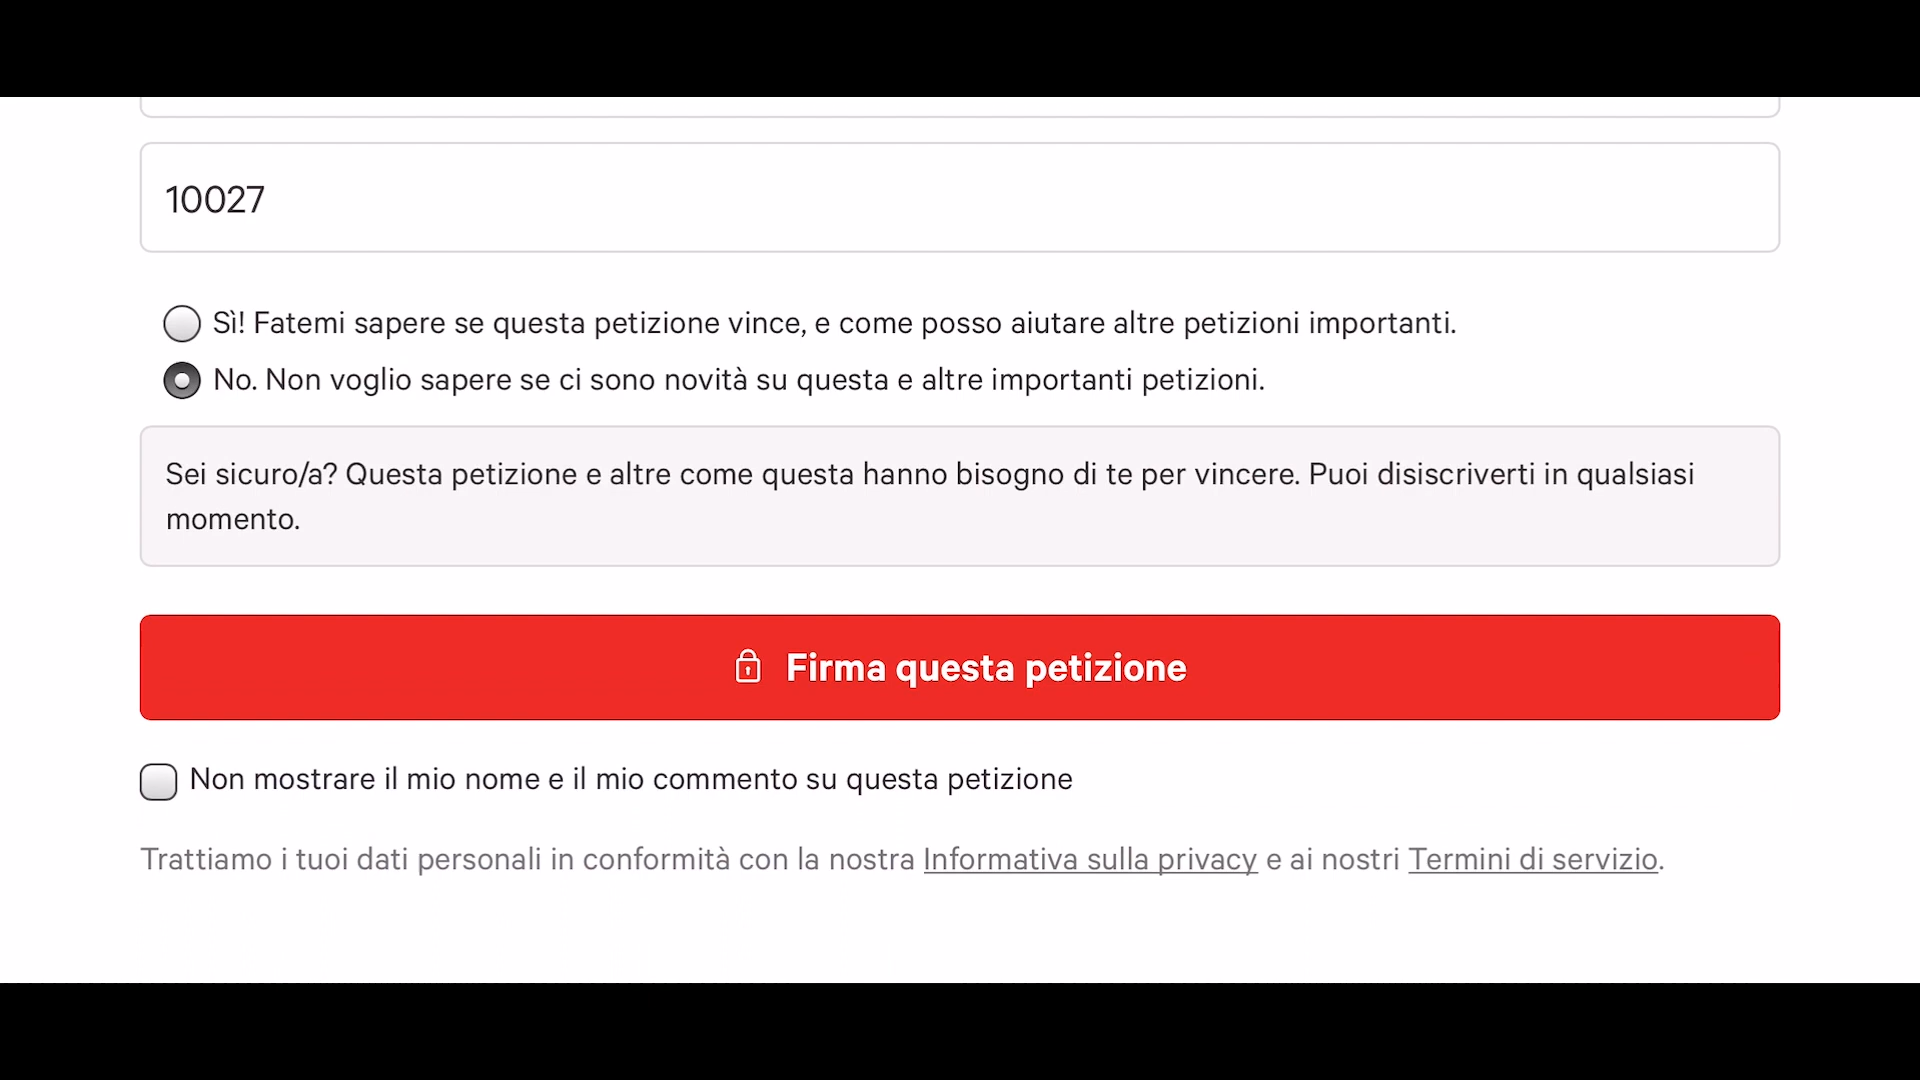 10027
Sì! Fatemi sapere se questa petizione vince, e come posso aiutare altre petizioni importanti.
No. Non voglio sapere se ci sono novità su questa e altre importanti petizioni.
Sei sicuro/a? Questa petizione e altre come questa hanno bisogno di te per vincere. Puoi disiscriverti in qualsiasi
momento.
Firma questa petizione
Non mostrare il mio nome e il mio commento su questa petizione
Trattiamo i tuoi dati personali in conformità con la nostra Informativa sulla privacy e ai nostri Termini di servizio.